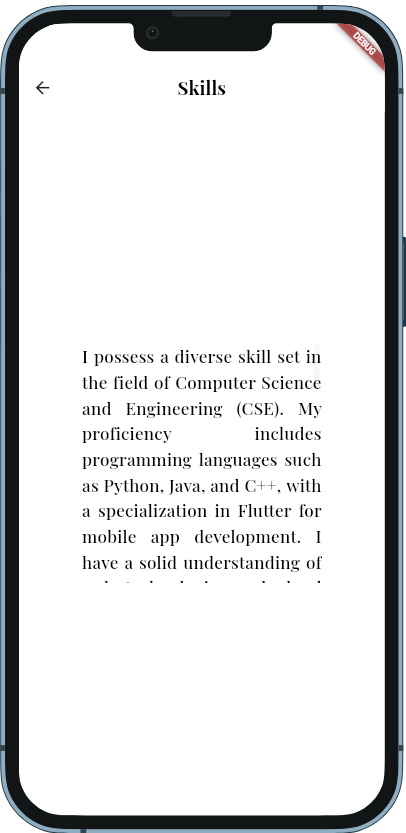 DEBUG
Skills
I possess a diverse skill set in
the field of Computer Science
and Engineering (CSE). My
proficiency includes
programming languages such
as Python, Java, and C++, with
a specialization in Flutter for
mobile app development. I
have a solid understanding of